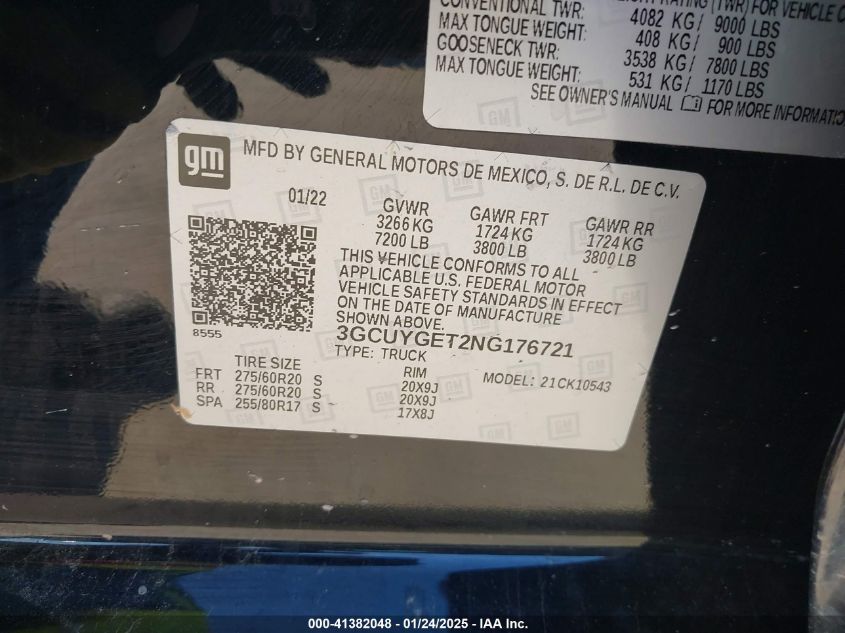 CONVENTIONAL TWR: 4082 KG/ 9000 LBS
MAX TONGUE WEIGHT: 408 KG/ 900 LBS
GOOSENECK TWR: 3538 KG/ 7800 LBS
MAX TONGUE WEIGHT: 531 KG/ 1170 LBS
SEE OWNER'S MANUAL FOR MORE INFORMATIO
gm
MFD BY GENERAL MOTORS DE MEXICO, S. DE R.L. DE C.V.
01/22
GVWR GAWR FRT GAWR RR
3266 KG 1724 KG 1724 KG
7200 LB 3800 LB 3800 LB
THIS VEHICLE CONFORMS TO ALL
APPLICABLE U.S. FEDERAL MOTOR
VEHICLE SAFETY STANDARDS IN EFFECT
ON THE DATE OF MANUFACTURE
SHOWN ABOVE.
8555
3GCUYGET2NG176721
TYPE: TRUCK
MODEL: 21CK10543
TIRE SIZE RIM
FRT 275/60R20 S 20X9J
RR 275/60R20 S 20X9J
SPA 255/80R17 S 17X8J
000-41382048 - 01/24/2025 - IAA, Inc.